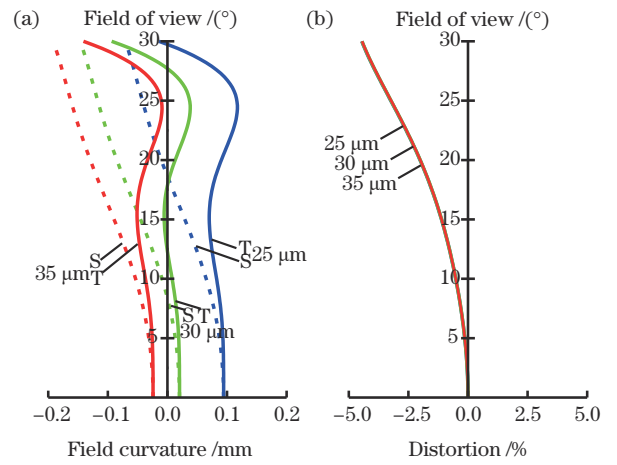 (a)
Field of view /(°)
30
25
20
15
10
5
S
35 μm
T
T
25 μm
S
S T
30 μm
−0.2
−0.1
0.0
0.1
0.2
Field curvature /mm
(b)
Field of view /(°)
30
25
20
15
10
5
25 μm
30 μm
35 μm
−5.0
−2.5
0.0
2.5
5.0
Distortion /%